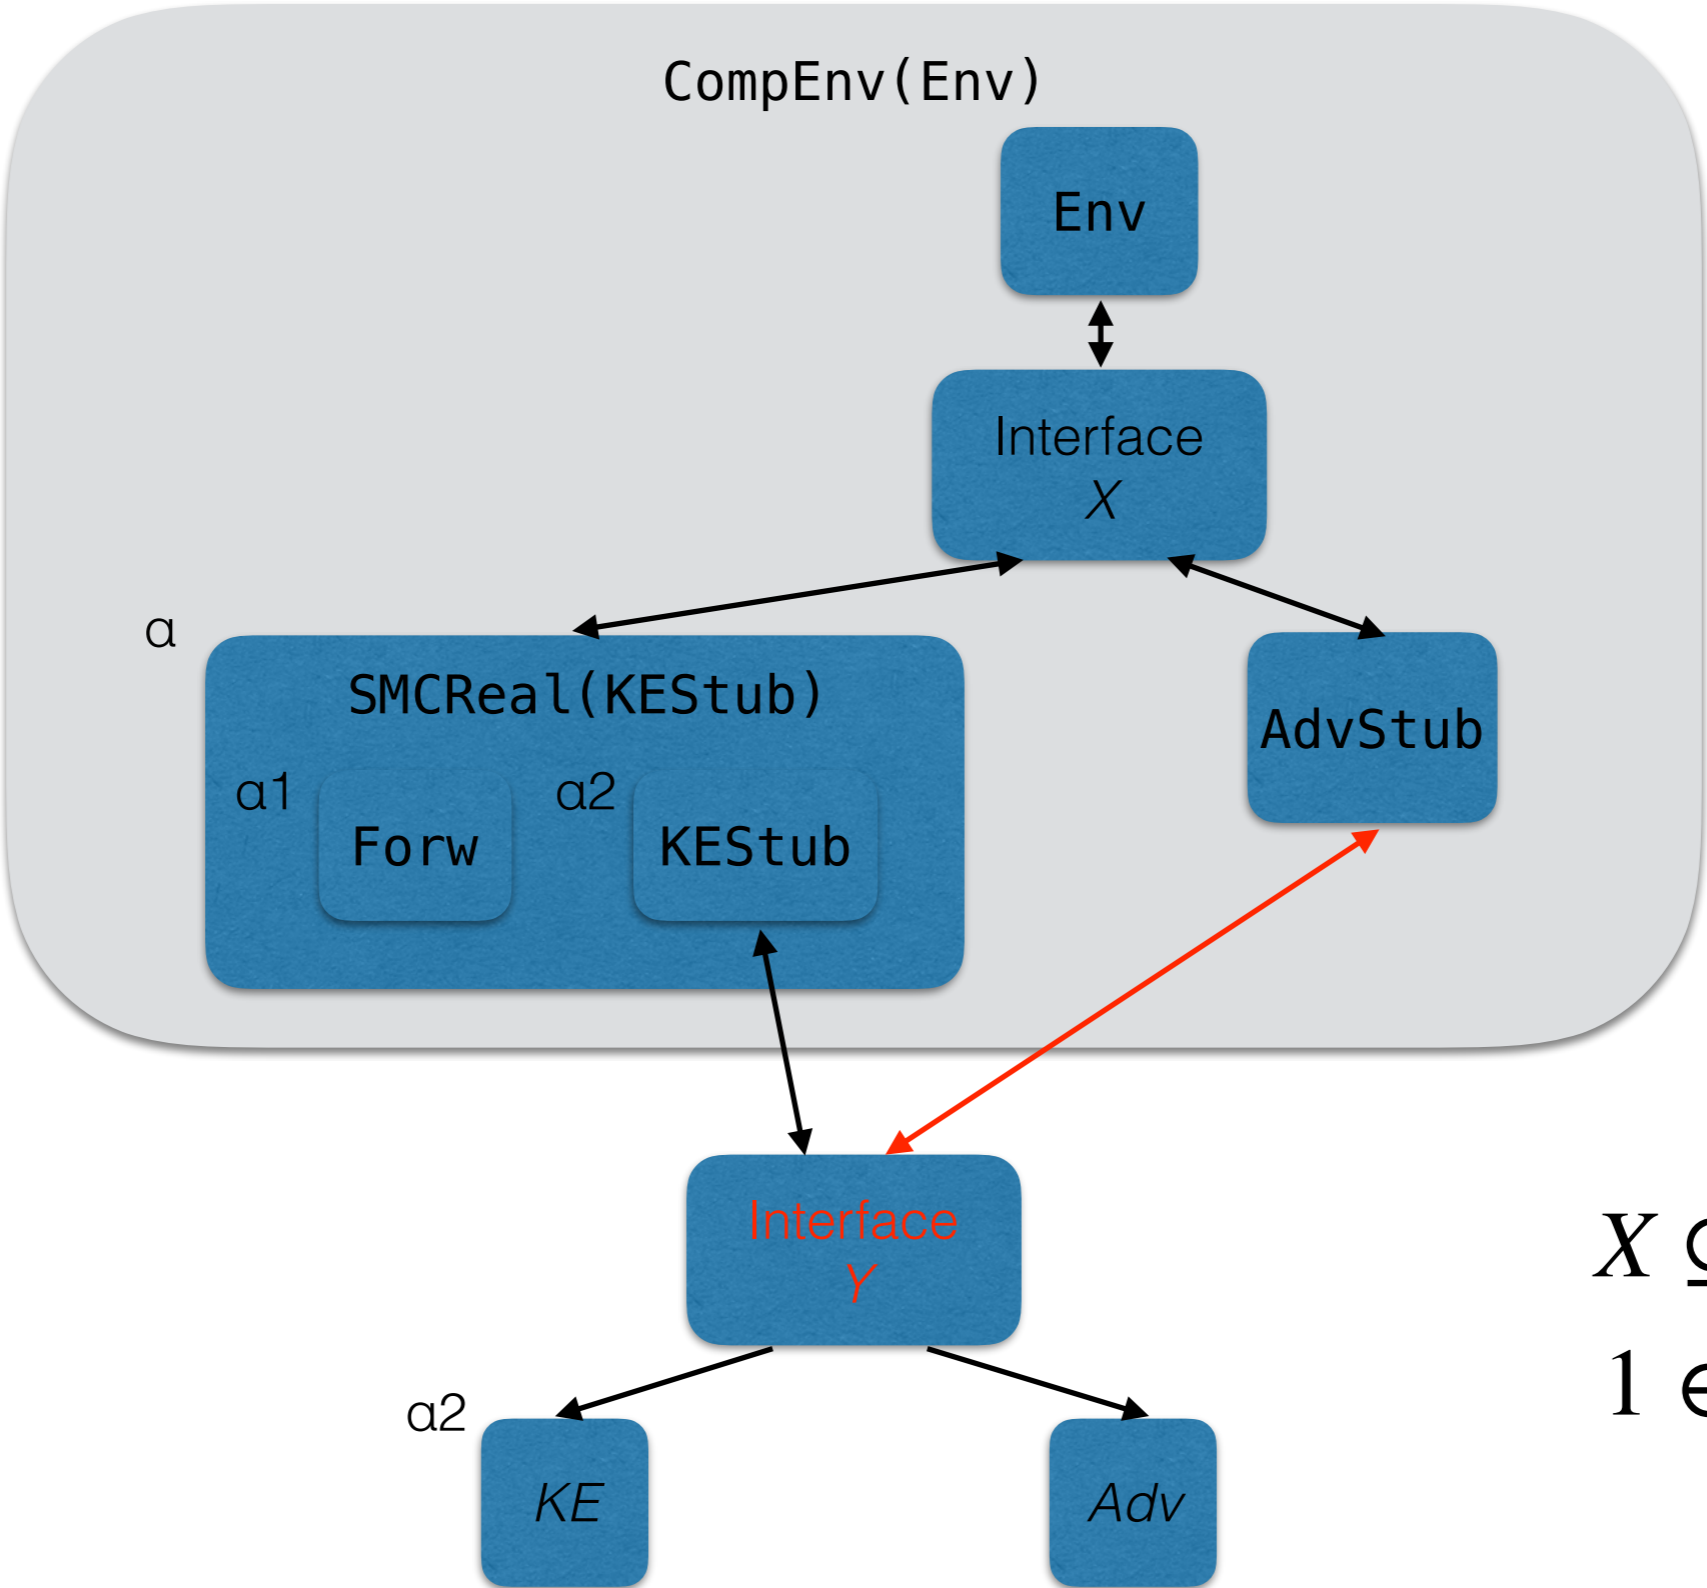 CompEnv(Env)
Env
Interface
X
α
SMCReal(KEStub)
AdvStub
α1
α2
Forw
KEStub
Interface
Y
X
1
α2
KE
Adv